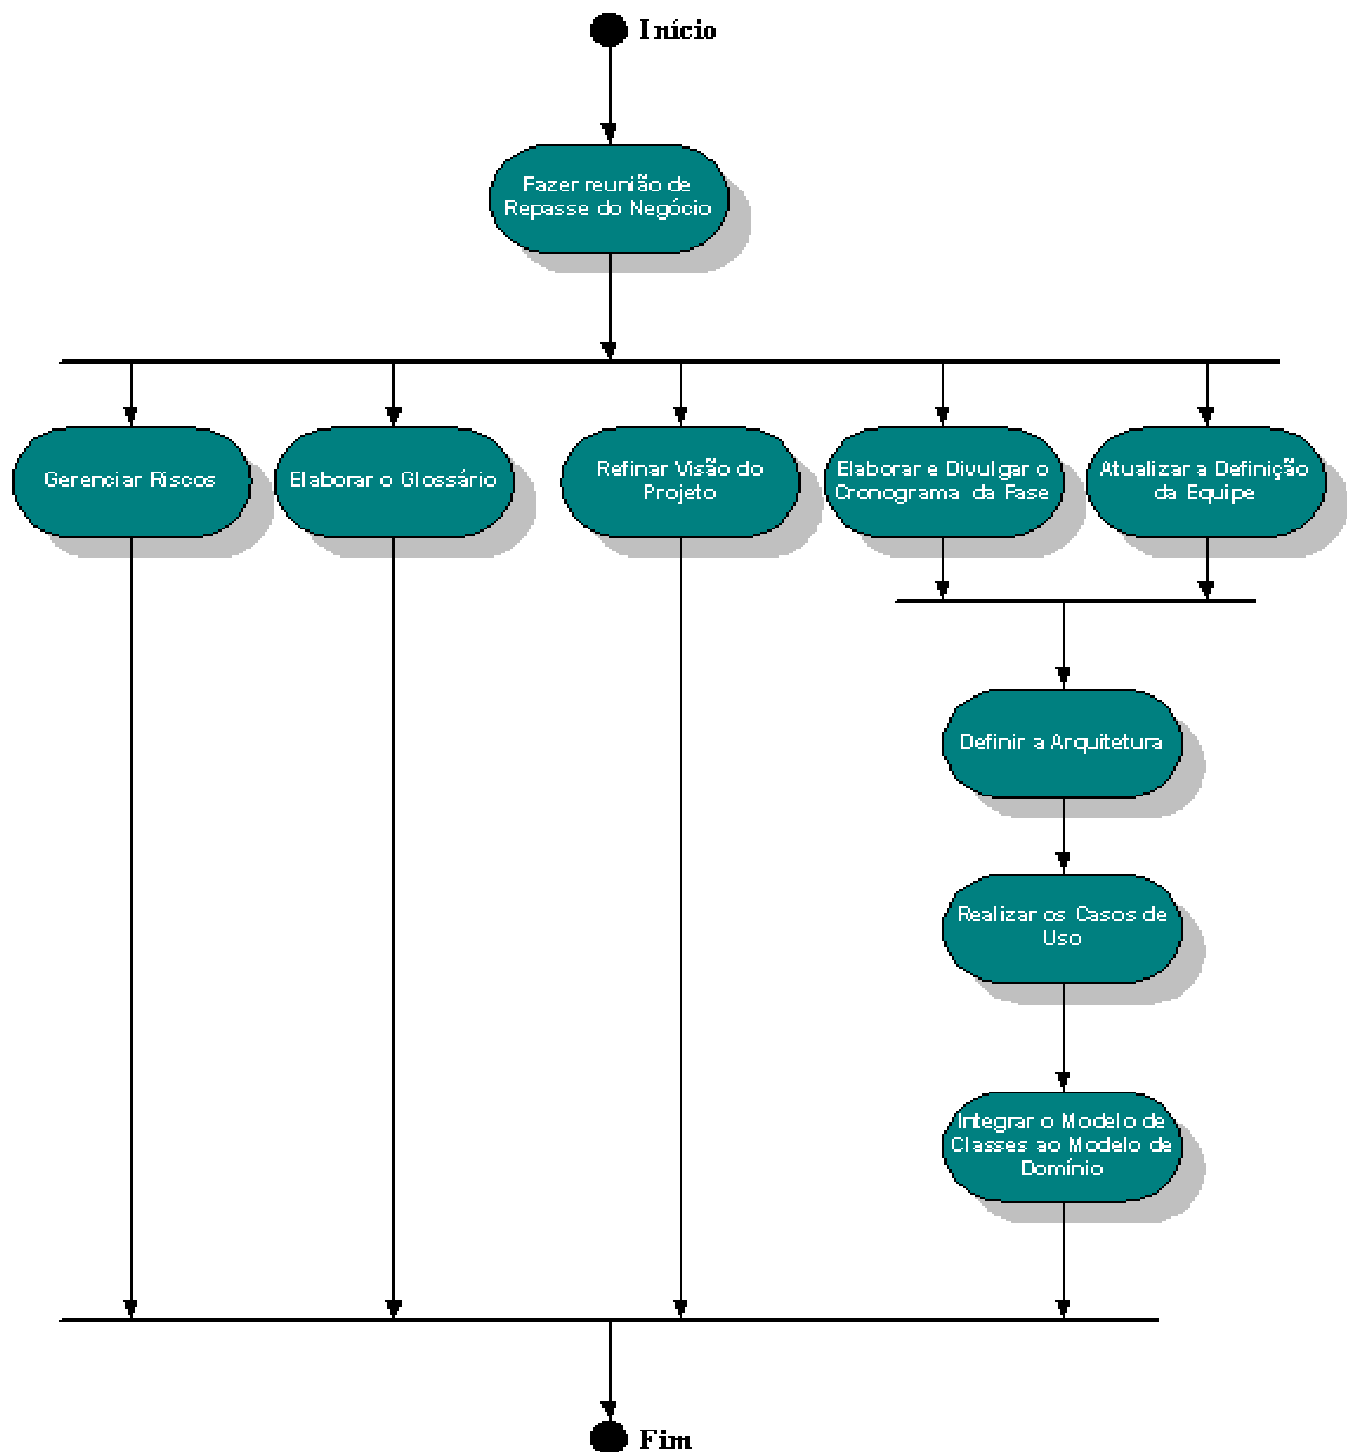 Início
Fazer reunião de
Repasse do Negócio
Gerenciar Riscos
Elaborar o Glossário
Refinar Visão do
Projeto
Elaborar e Divulgar o
Cronograma da Fase
Atualizar a Definição
da Equipe
Definir a Arquitetura
Realizar os Casos de
Uso
Integrar o Modelo de
Classes ao Modelo de
Domínio
Fim